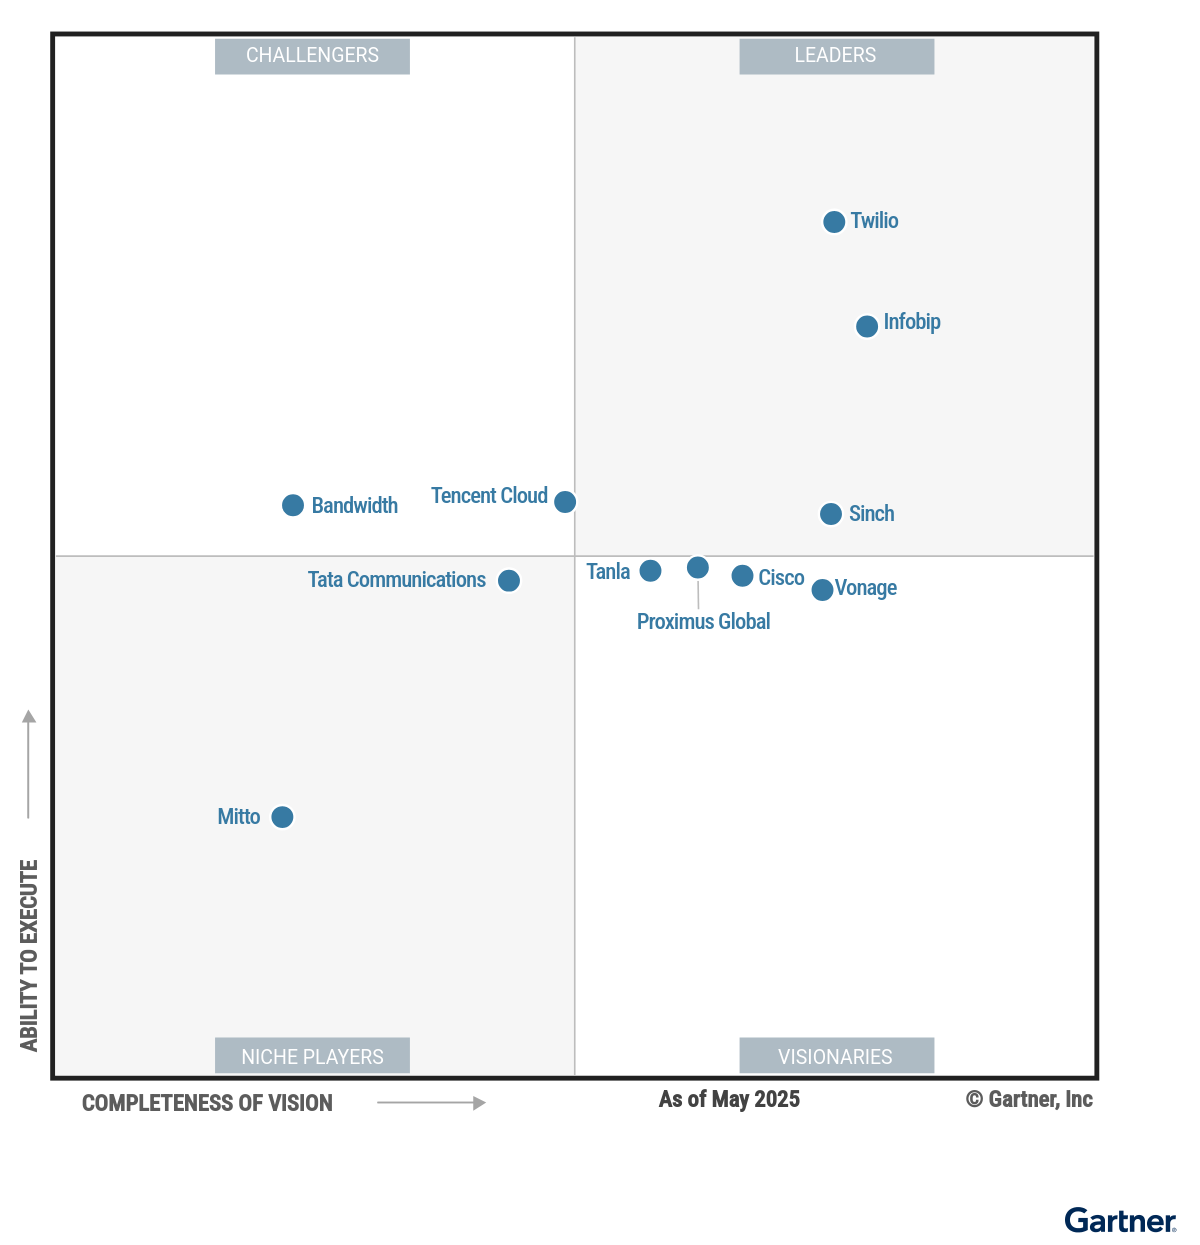 CHALLENGERS
LEADERS
Twilio
Infobip
Tencent Cloud
Bandwidth
Sinch
Tata Communications
Tanla
Cisco
Vonage
Proximus Global
Mitto
ABILITY TO EXECUTE
NICHE PLAYERS
VISIONARIES
COMPLETENESS OF VISION
As of May 2025
© Gartner, Inc
Gartner®